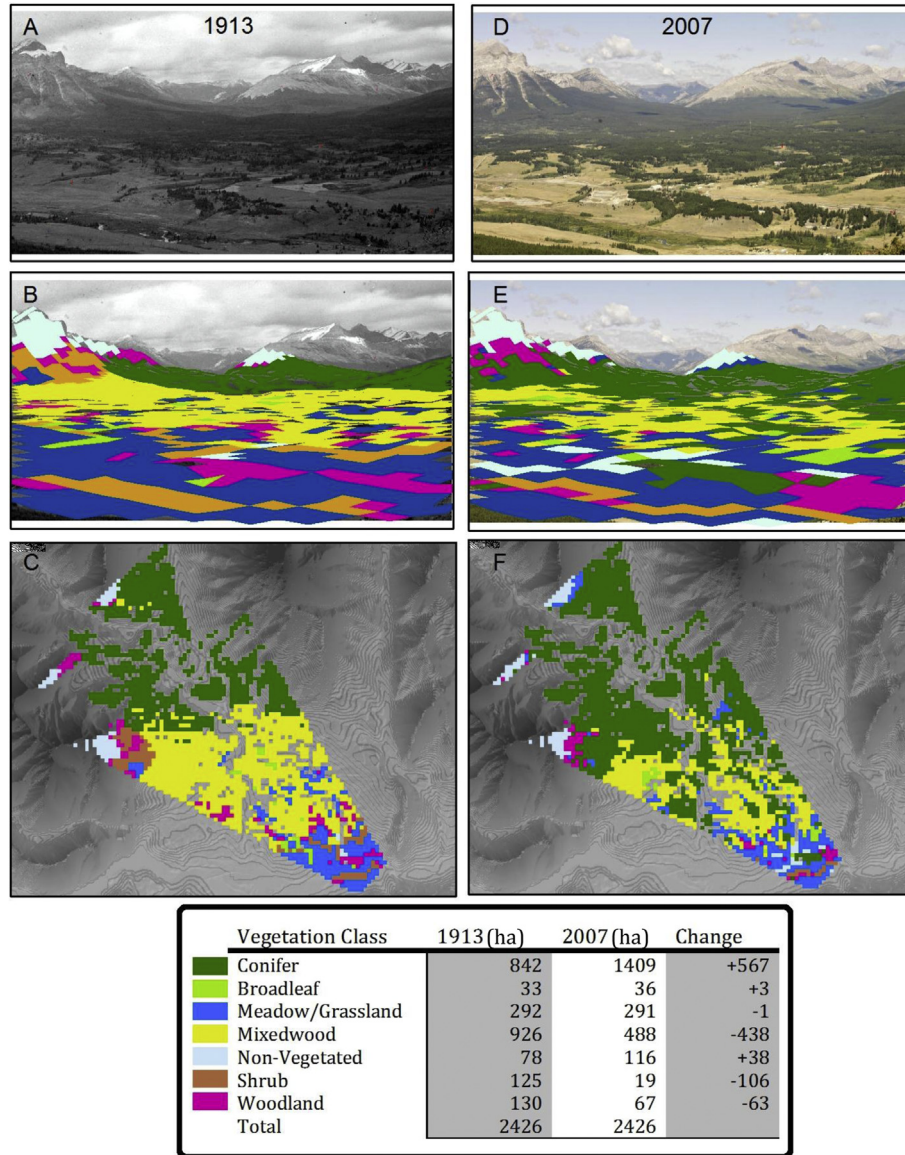 A 1913
D 2007
B
E
C
F
Vegetation Class 1913 (ha) 2007 (ha) Change
Conifer 842 1409 +567
Broadleaf 33 36 +3
Meadow/Grassland 292 291 -1
Mixedwood 926 488 -438
Non-Vegetated 78 116 +38
Shrub 125 19 -106
Woodland 130 67 -63
Total 2426 2426